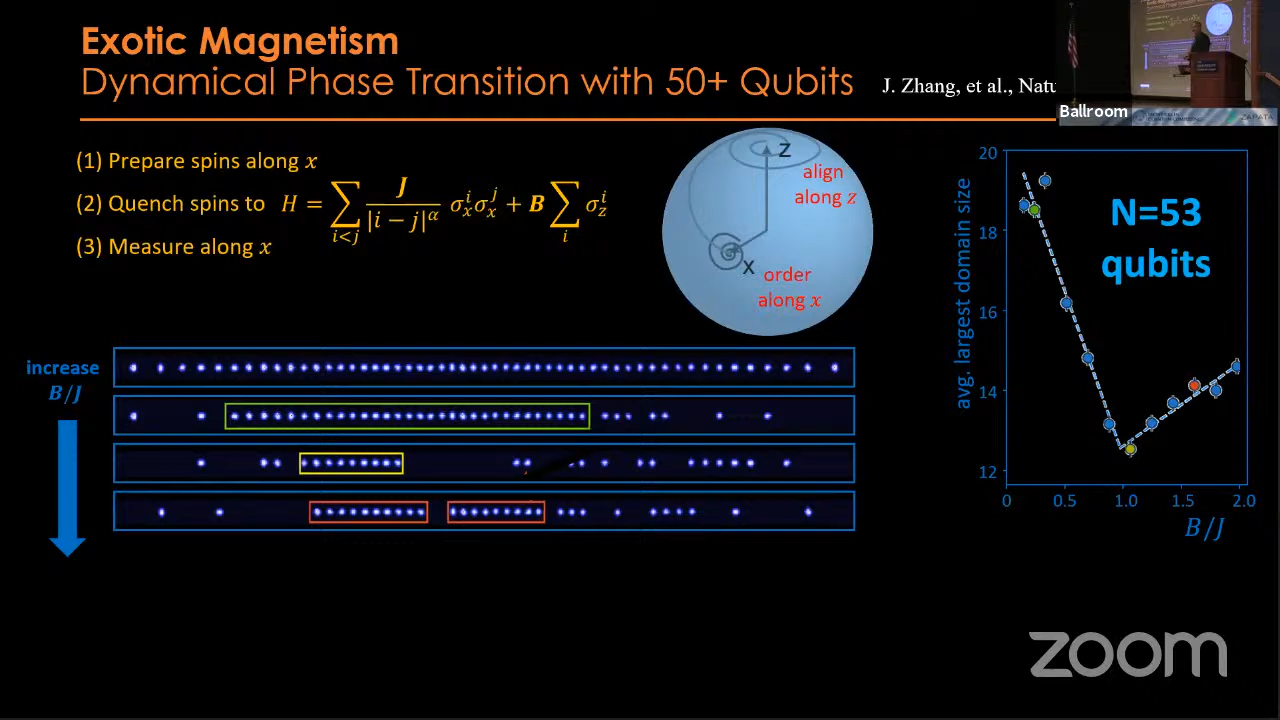 Exotic Magnetism
Dynamical Phase Transition with 50+ Qubits
J. Zhang, et al., Natu
Ballroom
ZAPATA
(1) Prepare spins along x
(2) Quench spins to H = ∑_{i<j} J/|i − j|^α σ_x^i σ_x^j + B ∑_i σ_z^i
(3) Measure along x
z
align
along z
x
order
along x
increase
B/J
avg. largest domain size
20
18
16
14
12
N=53
qubits
0 0.5 1.0 1.5 2.0
B/J
zoom